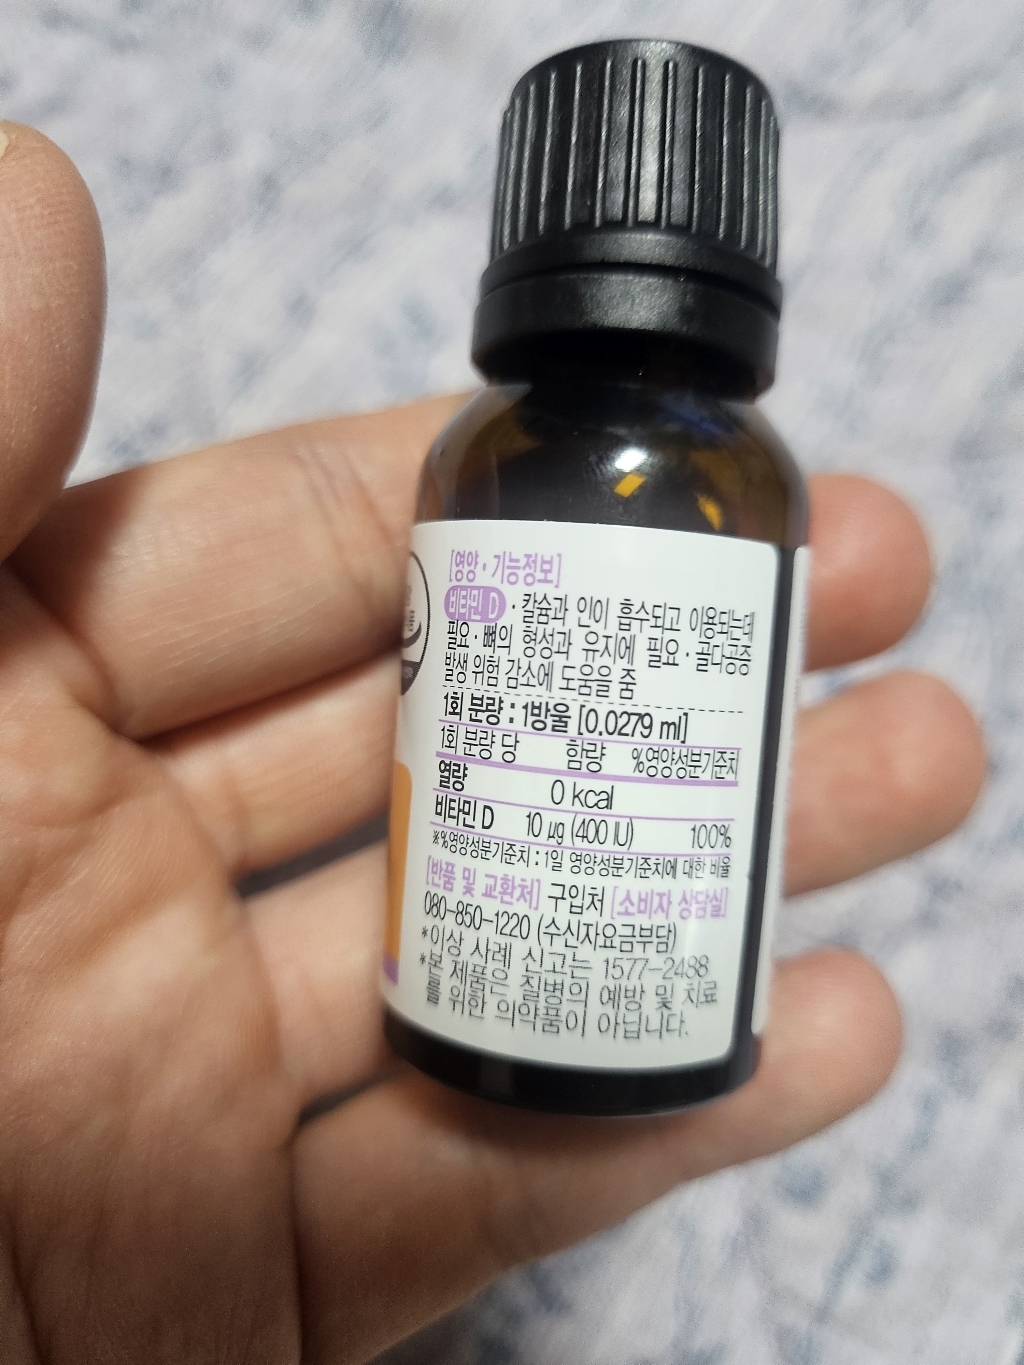 [영양·기능정보]
비타민 D · 칼슘과 인이 흡수되고 이용되는데
필요·뼈의 형성과 유지에 필요·골다공증
발생 위험 감소에 도움을 줌
1회 분량 : 1방울 [0.0279 ml]
1회 분량 당 함량 %영양성분기준치
열량 0 kcal
비타민 D 10 ㎍ (400 IU) 100%
※%영양성분기준치 : 1일 영양성분기준치에 대한 비율
[반품 및 교환처] 구입처 [소비자 상담실]
080-850-1220 (수신자요금부담)
*이상 사례 신고는 1577-2488
*본 제품은 질병의 예방 및 치료
를 위한 의약품이 아닙니다.